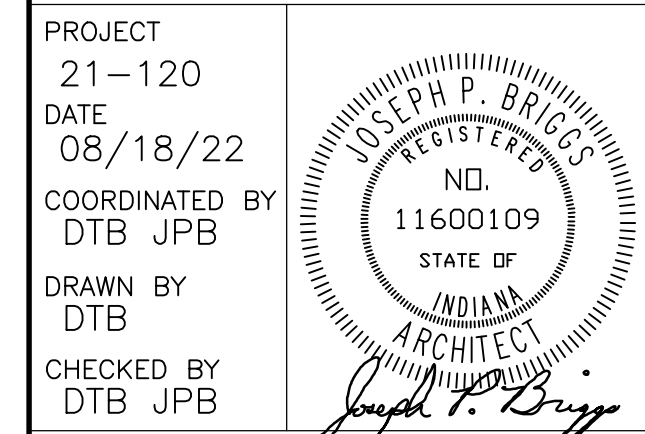 PROJECT
21-120
DATE
08/18/22
COORDINATED BY
DTB JPB
DRAWN BY
DTB
CHECKED BY
DTB JPB
JOSEPH P. BRIGGS
REGISTERED
NO.
11600109
STATE OF
INDIANA
ARCHITECT
Joseph P. Briggs